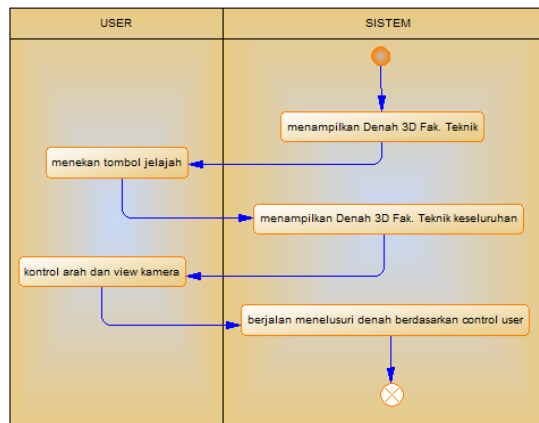 USER
SISTEM
menampilkan Denah 3D Fak. Teknik
menekan tombol jelajah
menampilkan Denah 3D Fak. Teknik keseluruhan
kontrol arah dan view kamera
berjalan menelusuri denah berdasarkan control user